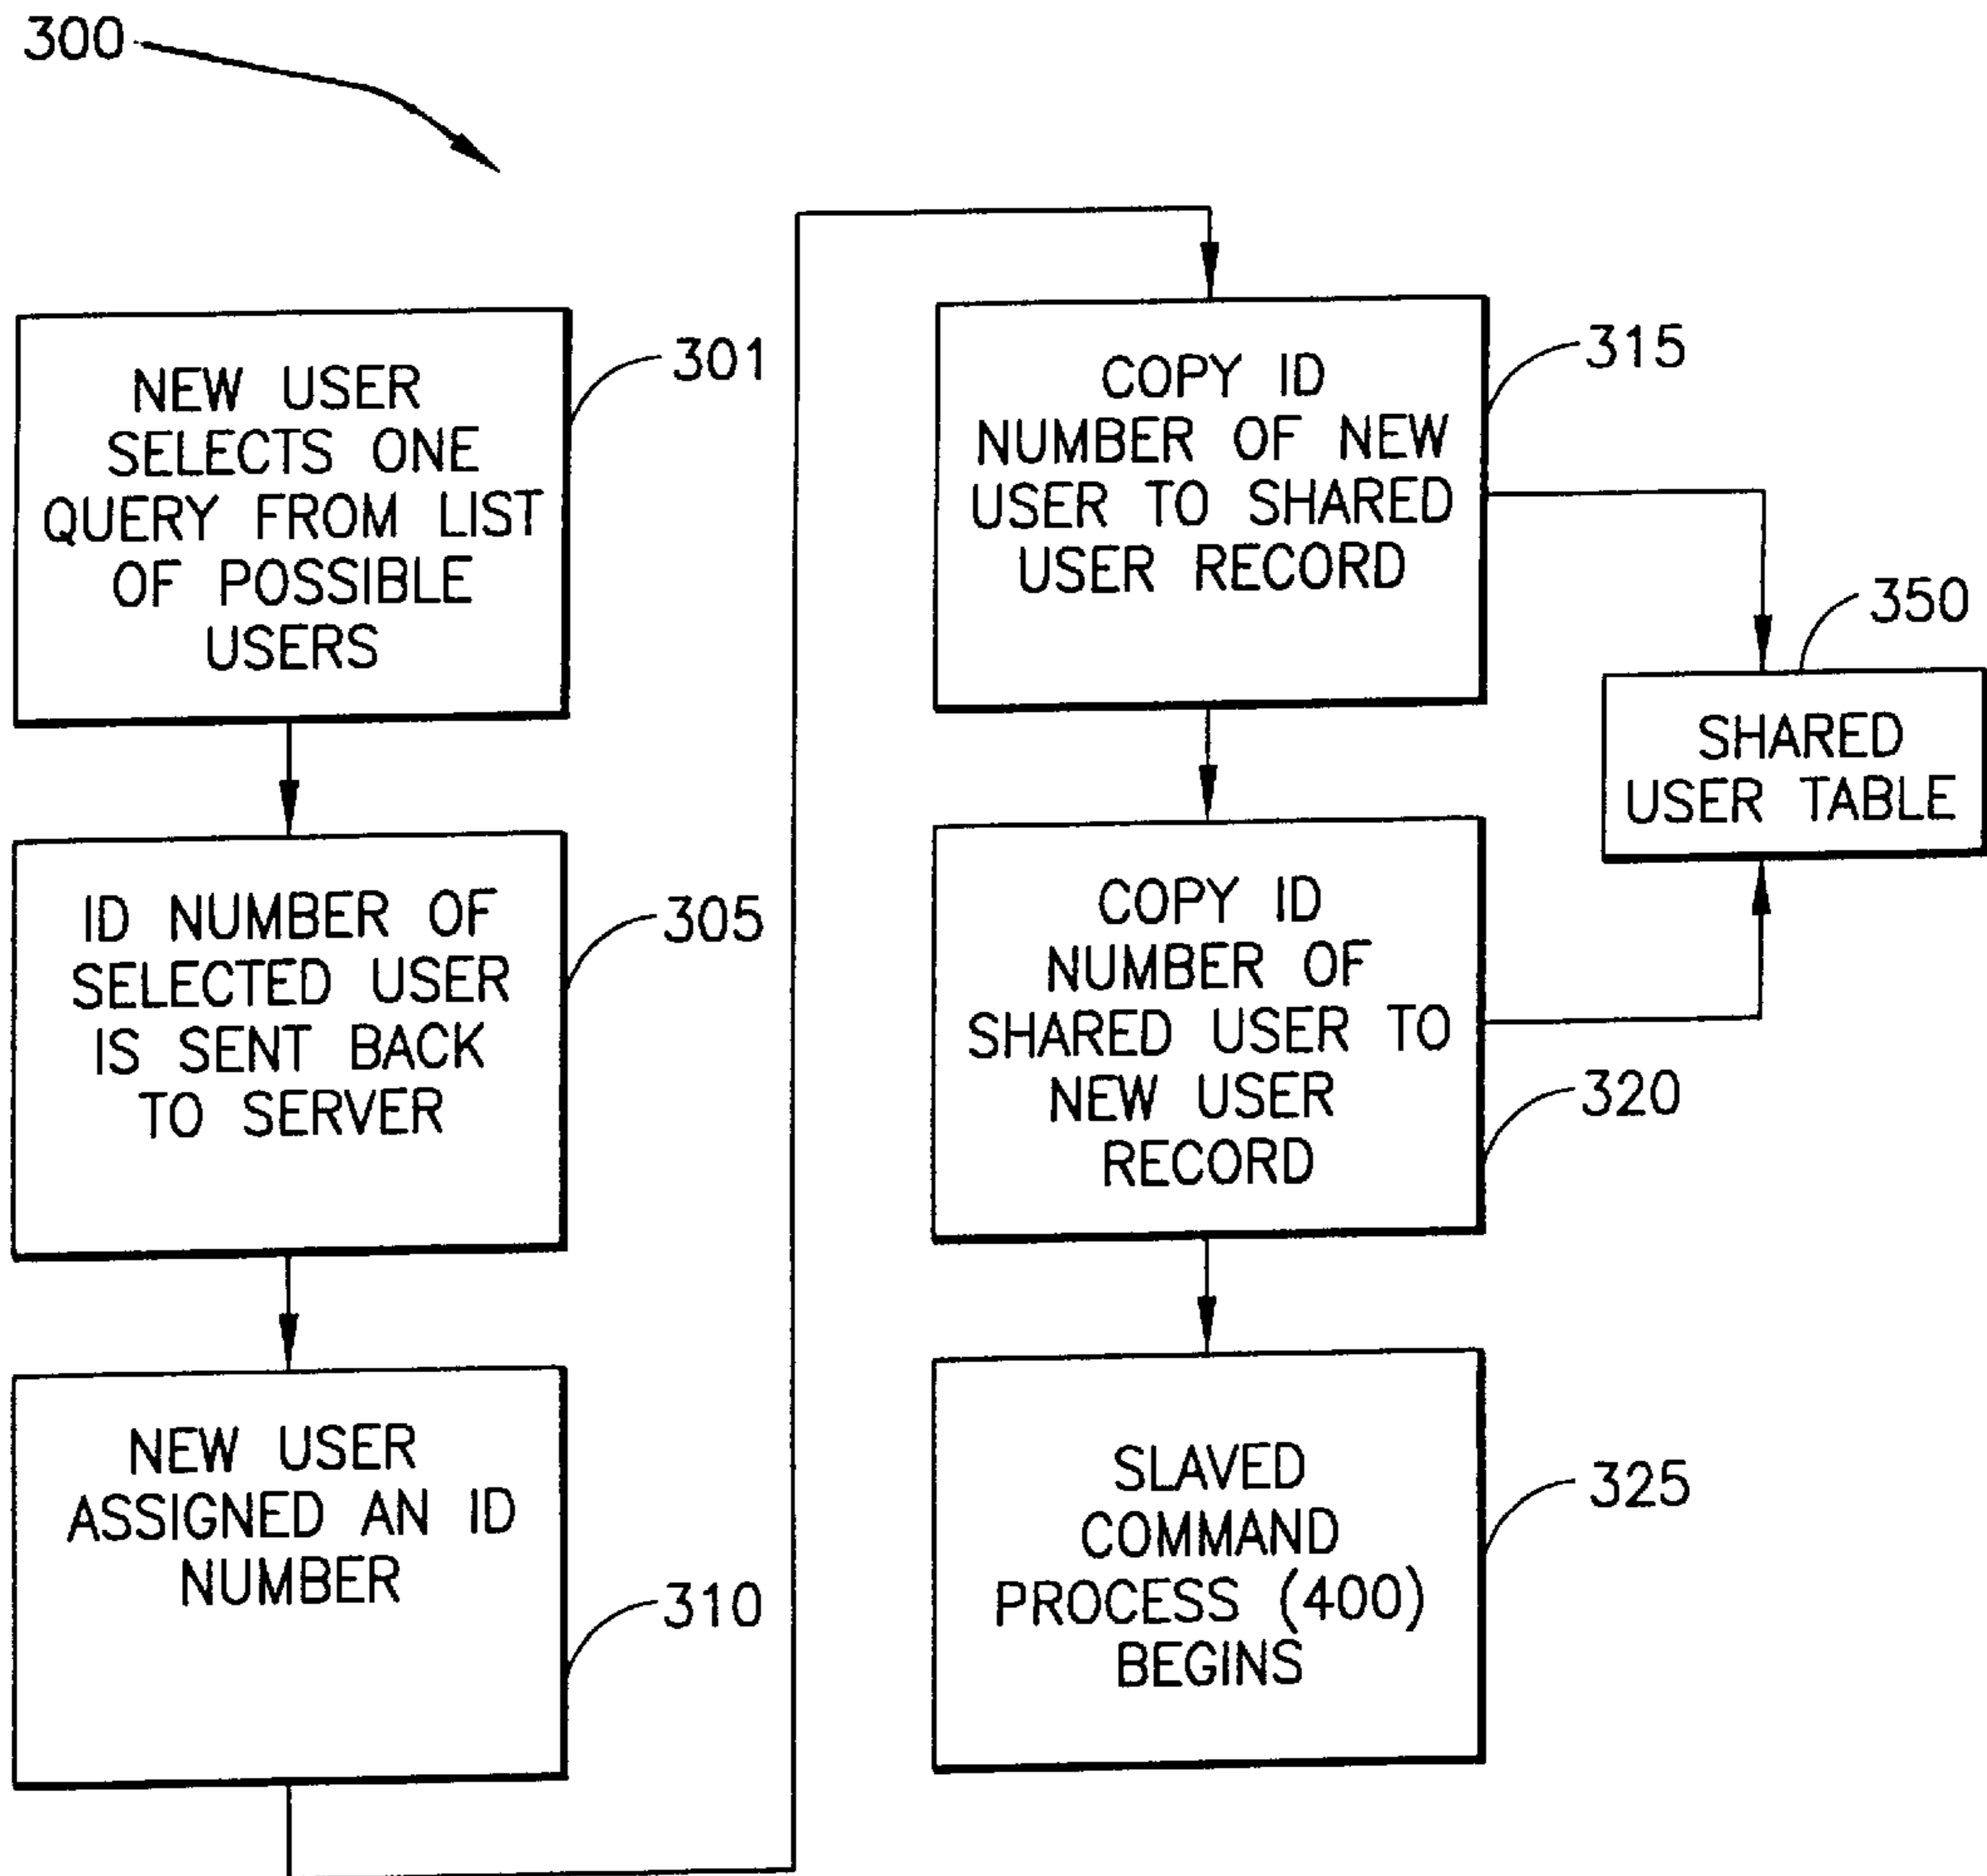 300
NEW USER
SELECTS ONE
QUERY FROM LIST
OF POSSIBLE
USERS
301
ID NUMBER OF
SELECTED USER
IS SENT BACK
TO SERVER
305
NEW USER
ASSIGNED AN ID
NUMBER
310
COPY ID
NUMBER OF NEW
USER TO SHARED
USER RECORD
315
SHARED
USER TABLE
350
COPY ID
NUMBER OF
SHARED USER TO
NEW USER
RECORD
320
SLAVED
COMMAND
PROCESS (400)
BEGINS
325